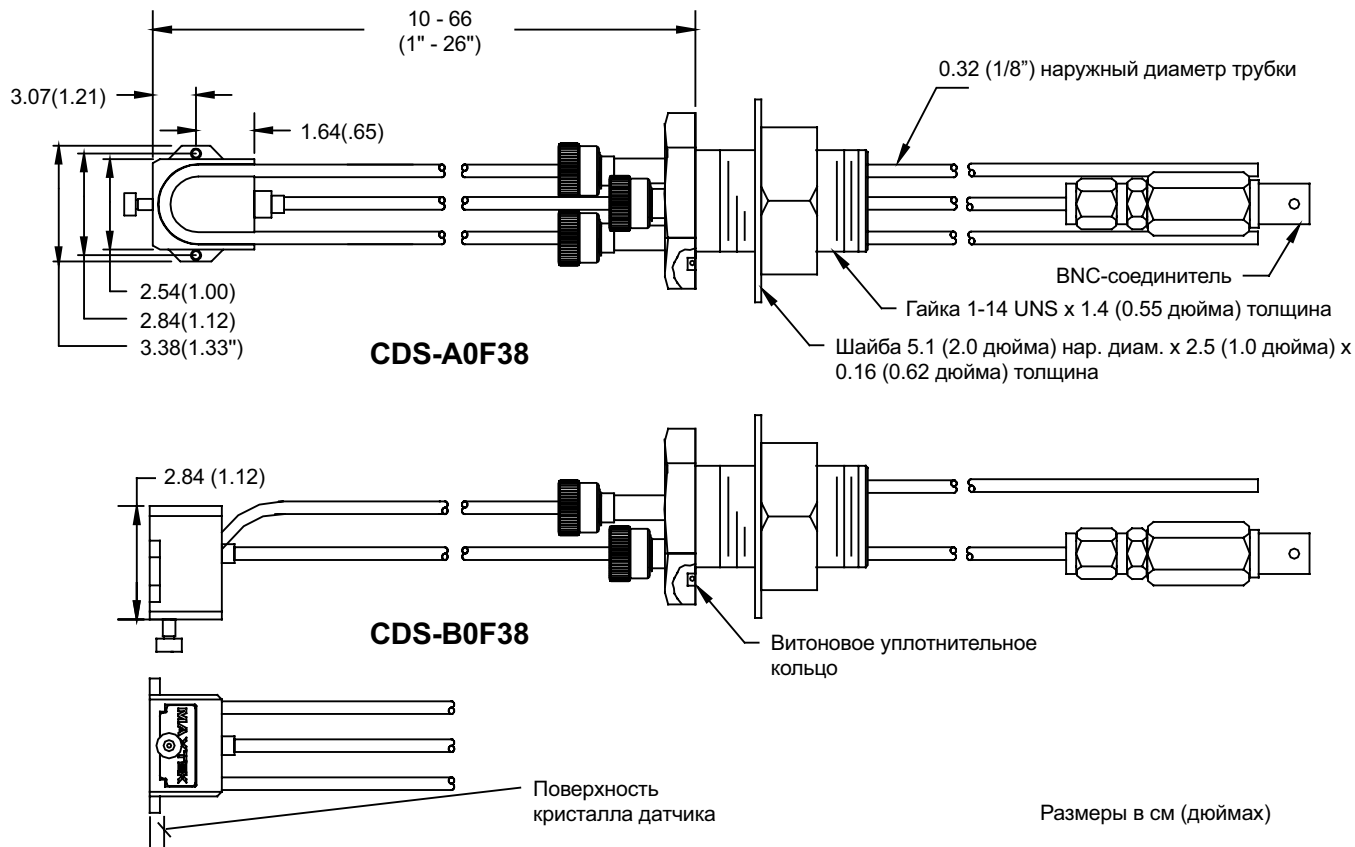 10 - 66
(1" - 26")
0.32 (1/8”) наружный диаметр трубки
3.07(1.21)
1.64(.65)
BNC-соединитель
2.54(1.00)
Гайка 1-14 UNS x 1.4 (0.55 дюйма) толщина
2.84(1.12)
3.38(1.33")
CDS-A0F38
Шайба 5.1 (2.0 дюйма) нар. диам. x 2.5 (1.0 дюйма) x
0.16 (0.62 дюйма) толщина
2.84 (1.12)
CDS-B0F38
Витоновое уплотнительное
кольцо
MAXTEK
Поверхность
кристалла датчика
Размеры в см (дюймах)